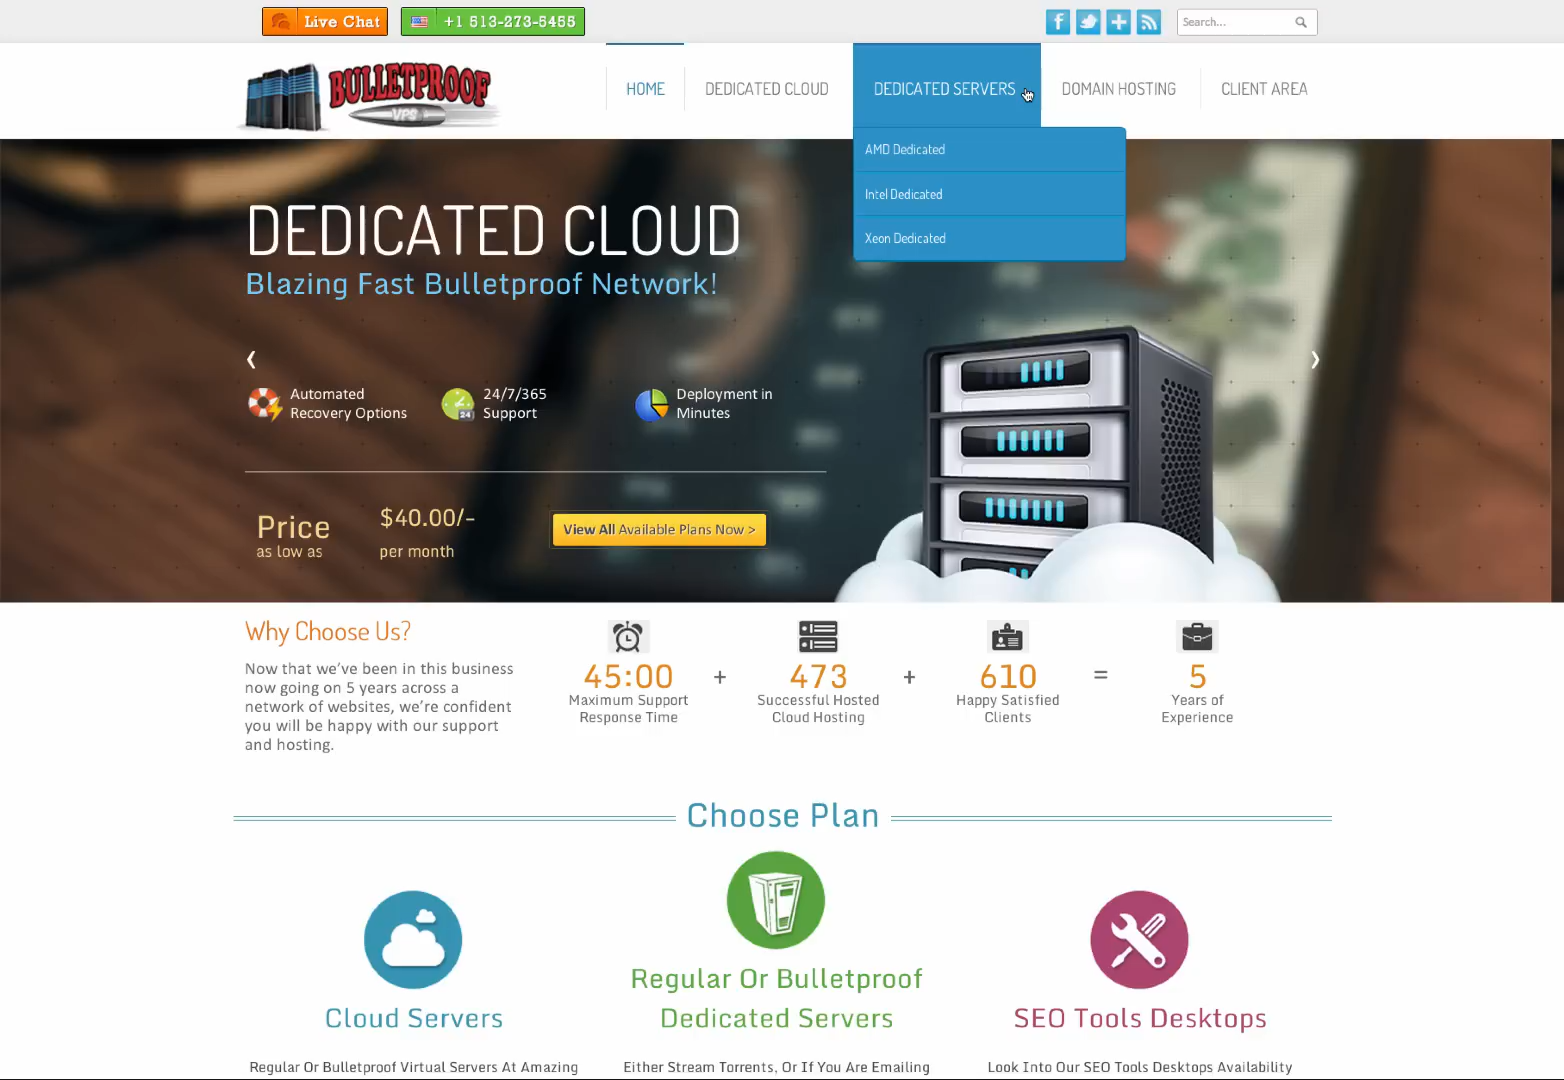 Live Chat
+1 513-273-5455
Search...
BULLETPROOF
VPS
HOME
DEDICATED CLOUD
DEDICATED SERVERS
DOMAIN HOSTING
CLIENT AREA
AMD Dedicated
Intel Dedicated
Xeon Dedicated
DEDICATED CLOUD
Blazing Fast Bulletproof Network!
Automated
Recovery Options
24/7/365
Support
Deployment in
Minutes
Price
as low as
$40.00/-
per month
View All Available Plans Now >
Why Choose Us?
Now that we've been in this business
now going on 5 years across a
network of websites, we're confident
you will be happy with our support
and hosting.
45:00
Maximum Support
Response Time
+
473
Successful Hosted
Cloud Hosting
+
610
Happy Satisfied
Clients
=
5
Years of
Experience
Choose Plan
Cloud Servers
Regular Or Bulletproof Virtual Servers At Amazing
Regular Or Bulletproof
Dedicated Servers
Either Stream Torrents, Or If You Are Emailing
SEO Tools Desktops
Look Into Our SEO Tools Desktops Availability